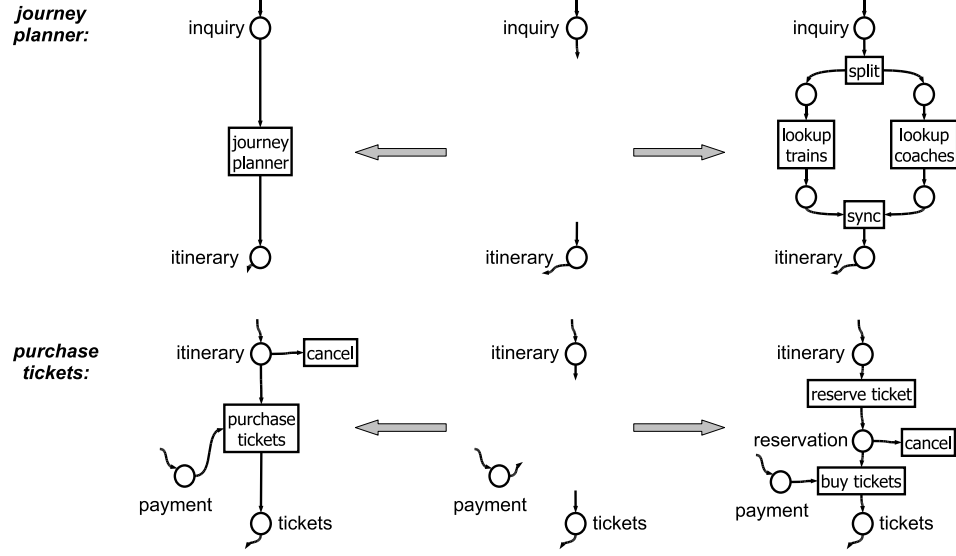 journey
planner:
inquiry
inquiry
inquiry
split
journey
planner
lookup
trains
lookup
coaches
sync
itinerary
itinerary
itinerary
purchase
tickets:
itinerary
cancel
itinerary
itinerary
reserve ticket
purchase
tickets
reservation
cancel
buy tickets
payment
payment
payment
tickets
tickets
tickets